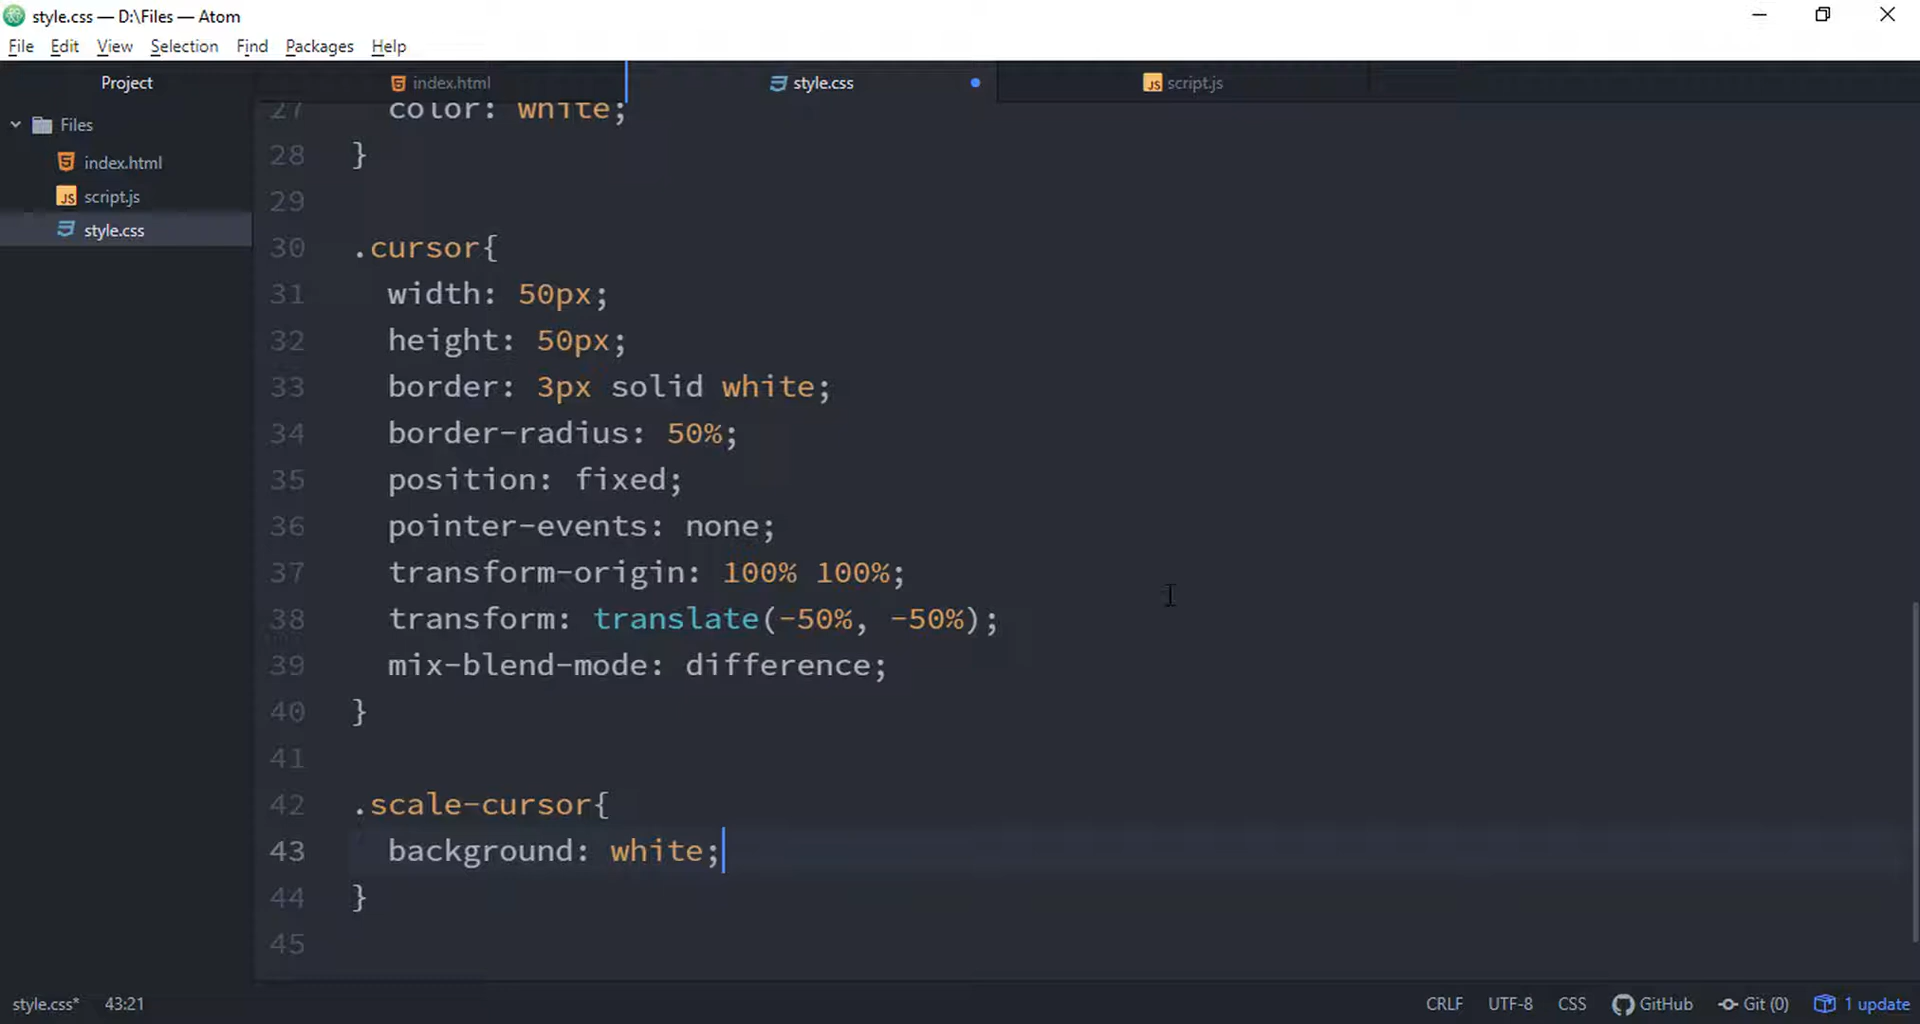 style.css — D:\Files — Atom
File Edit View Selection Find Packages Help
Project
index.html
style.css
script.js
Files
index.html
script.js
style.css
27 color: white;
28 }
29
30 .cursor{
31 width: 50px;
32 height: 50px;
33 border: 3px solid white;
34 border-radius: 50%;
35 position: fixed;
36 pointer-events: none;
37 transform-origin: 100% 100%;
38 transform: translate(-50%, -50%);
39 mix-blend-mode: difference;
40 }
41
42 .scale-cursor{
43 background: white;
44 }
45
style.css* 43:21 CRLF UTF-8 CSS GitHub Git (0) 1 update